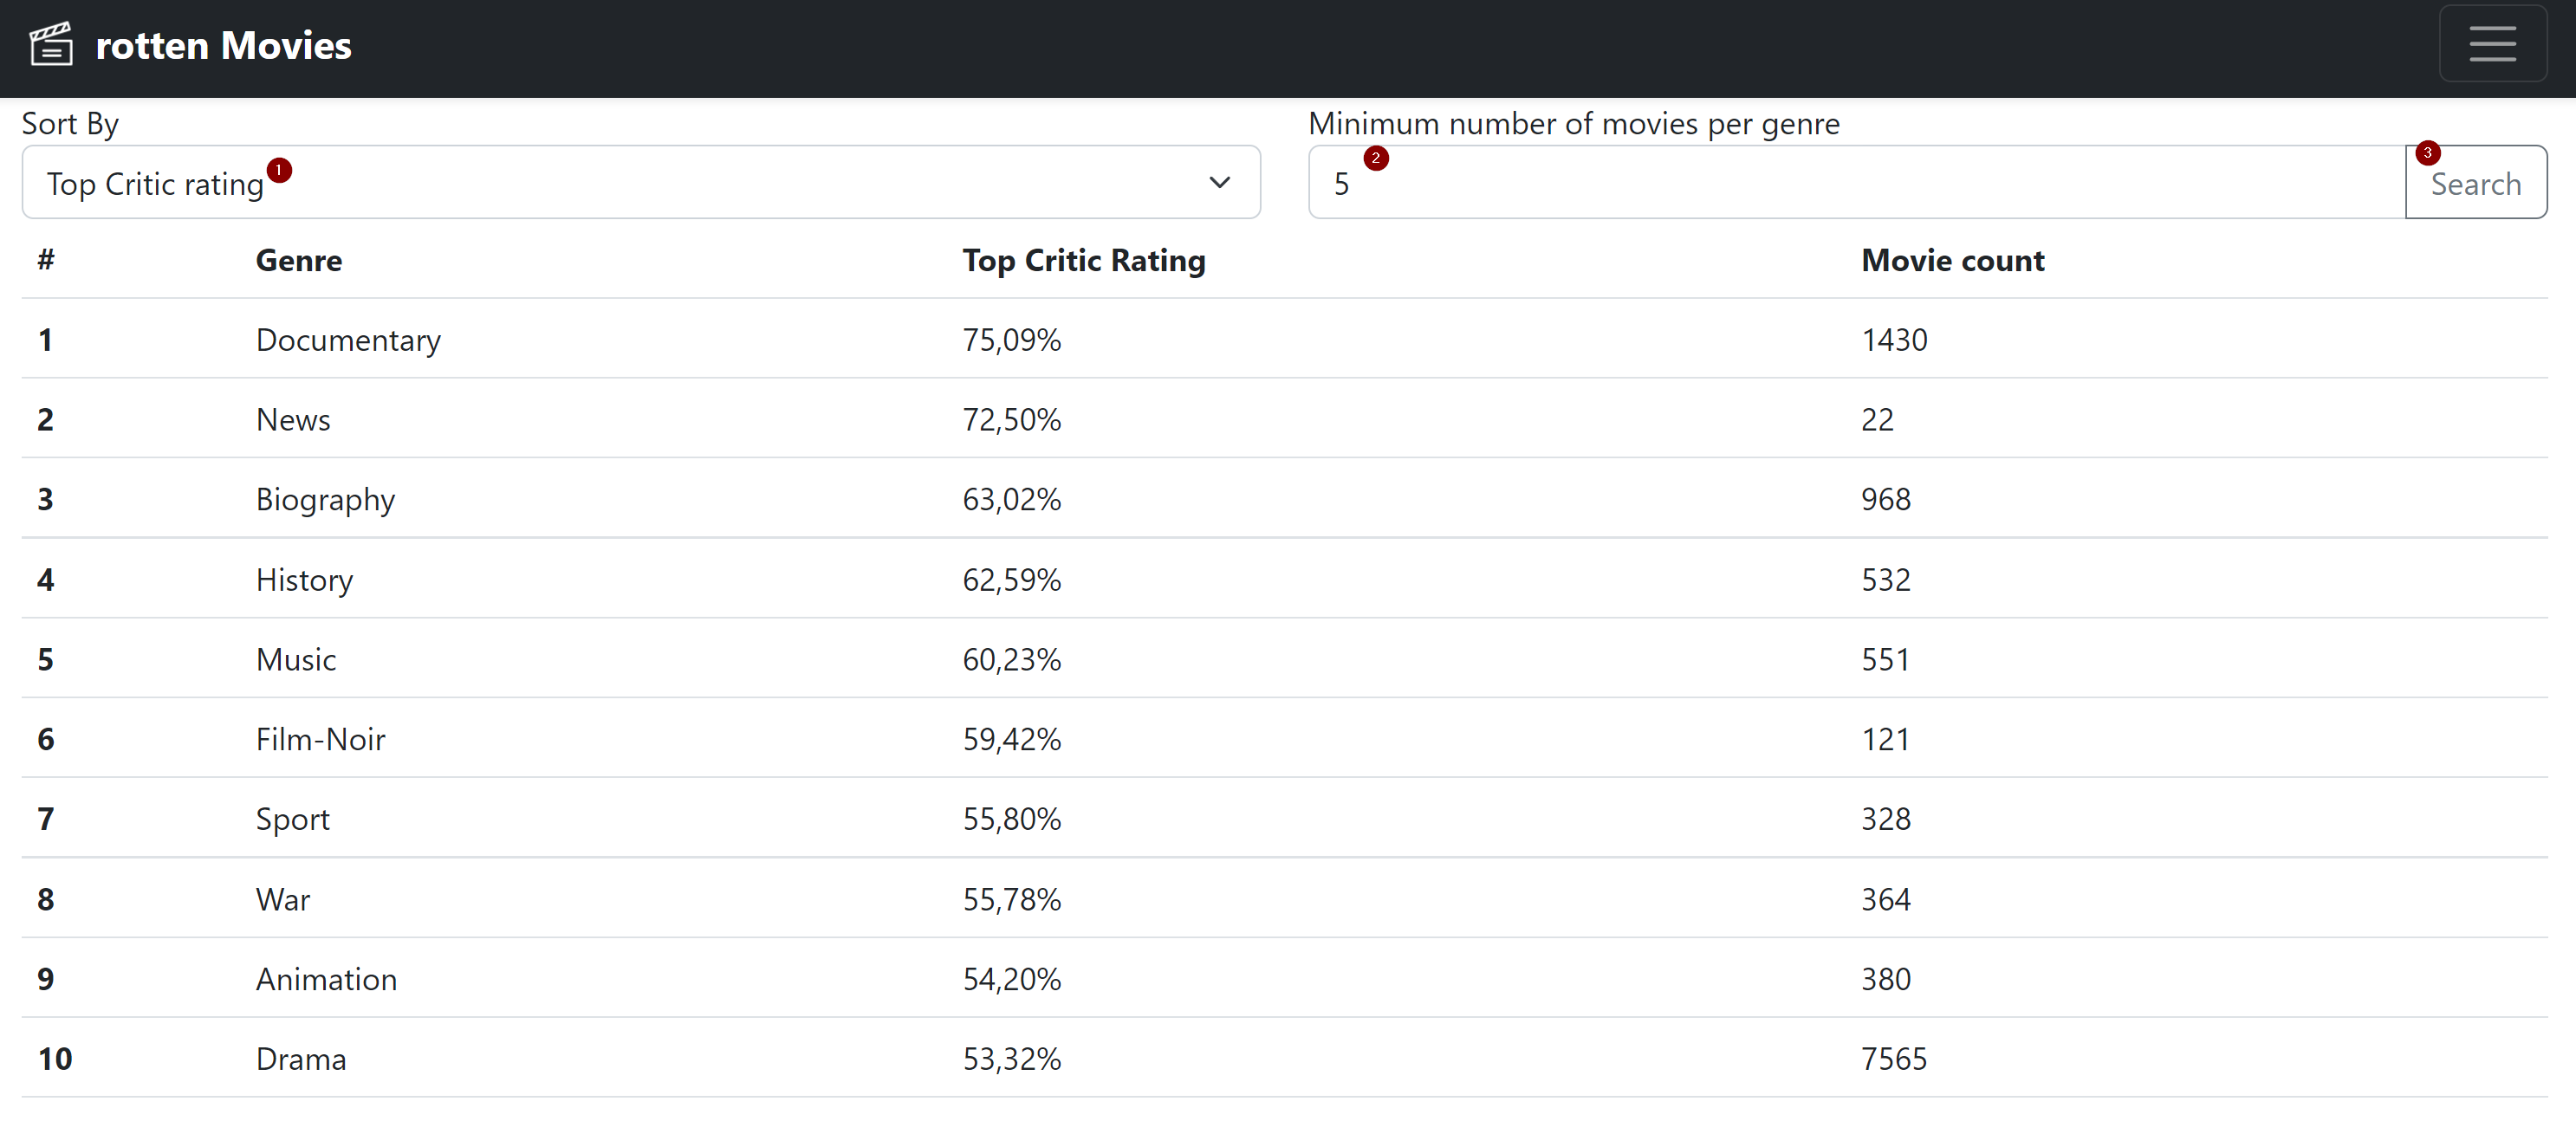 rotten Movies
Sort By
Minimum number of movies per genre
Top Critic rating 1
5 2
3 Search
# Genre Top Critic Rating Movie count
1 Documentary 75,09% 1430
2 News 72,50% 22
3 Biography 63,02% 968
4 History 62,59% 532
5 Music 60,23% 551
6 Film-Noir 59,42% 121
7 Sport 55,80% 328
8 War 55,78% 364
9 Animation 54,20% 380
10 Drama 53,32% 7565